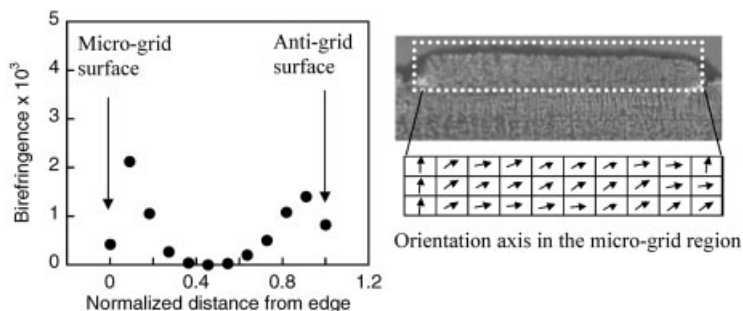 Micro-grid
surface
Anti-grid
surface
Birefringence x 10³
5
4
3
2
1
0
0
0.4
0.8
1.2
Normalized distance from edge
Orientation axis in the micro-grid region